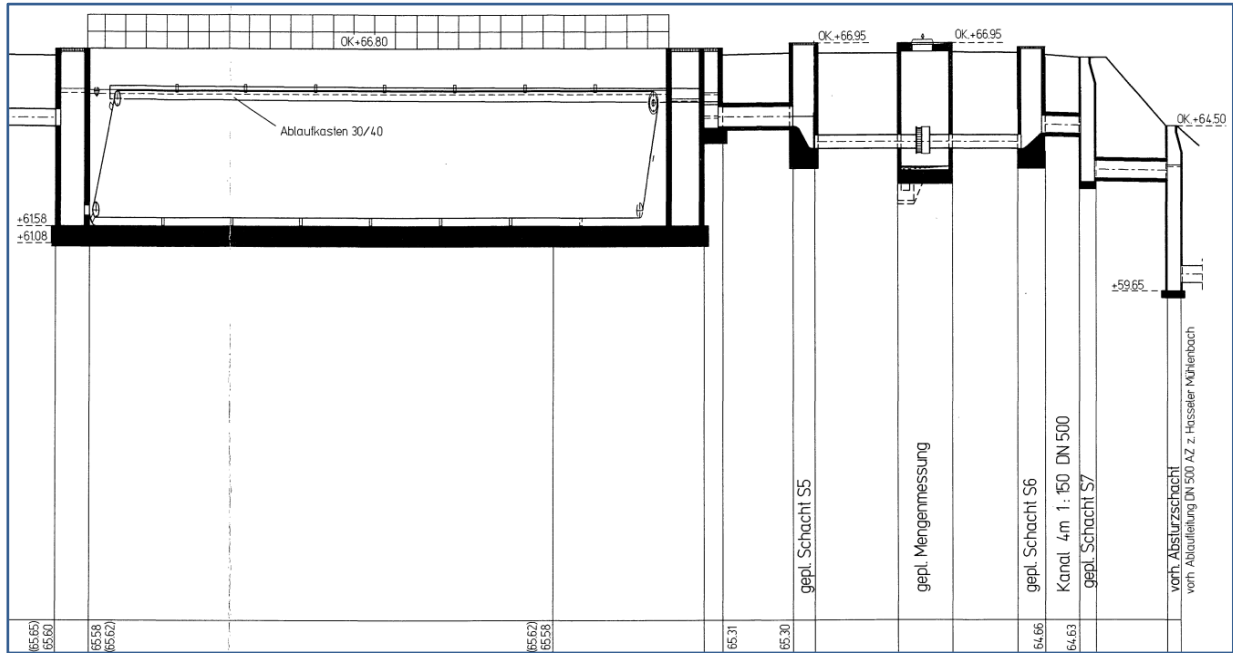 OK+66.80
OK.+66.95
OK.+66.95
Ablaufkasten 30/40
OK.+64.50
+61.58
+61.08
+59.65
gepl. Schacht S5
gepl. Mengenmessung
gepl. Schacht S6
Kanal 4m 1:150 DN 500
gepl. Schacht S7
vorh. Absturzschacht
vorh. Ablaufleitung DN 500 AZ z. Hasseler Mühlenbach
(65.65)
65.60
65.58
(65.62)
(65.62)
65.58
65.31
65.30
64.66
64.63